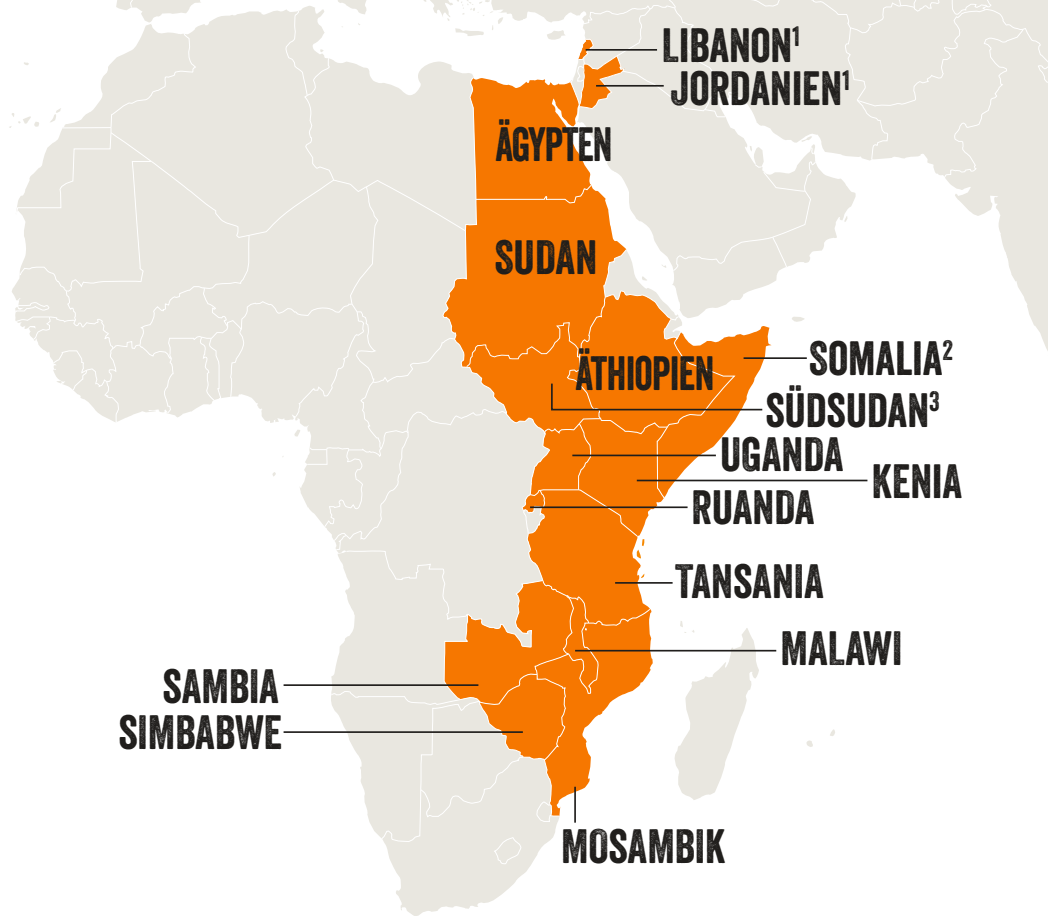 LIBANON¹
JORDANIEN¹
ÄGYPTEN
SUDAN
SOMALIA²
ÄTHIOPIEN
SÜDSUDAN³
UGANDA
KENIA
RUANDA
TANSANIA
MALAWI
SAMBIA
SIMBABWE
MOSAMBIK